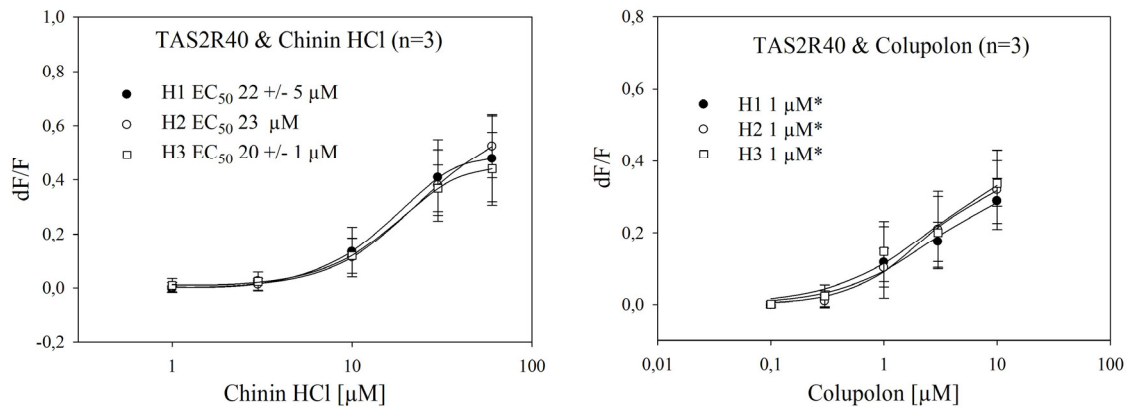 TAS2R40 & Chinin HCl (n=3)
H1 EC50 22 +/- 5 µM
H2 EC50 23 µM
H3 EC50 20 +/- 1 µM
dF/F
1,0
0,8
0,6
0,4
0,2
0,0
-0,2
1
10
100
Chinin HCl [µM]
TAS2R40 & Colupolon (n=3)
H1 1 µM*
H2 1 µM*
H3 1 µM*
dF/F
0,8
0,6
0,4
0,2
0,0
0,01
0,1
1
10
100
Colupolon [µM]